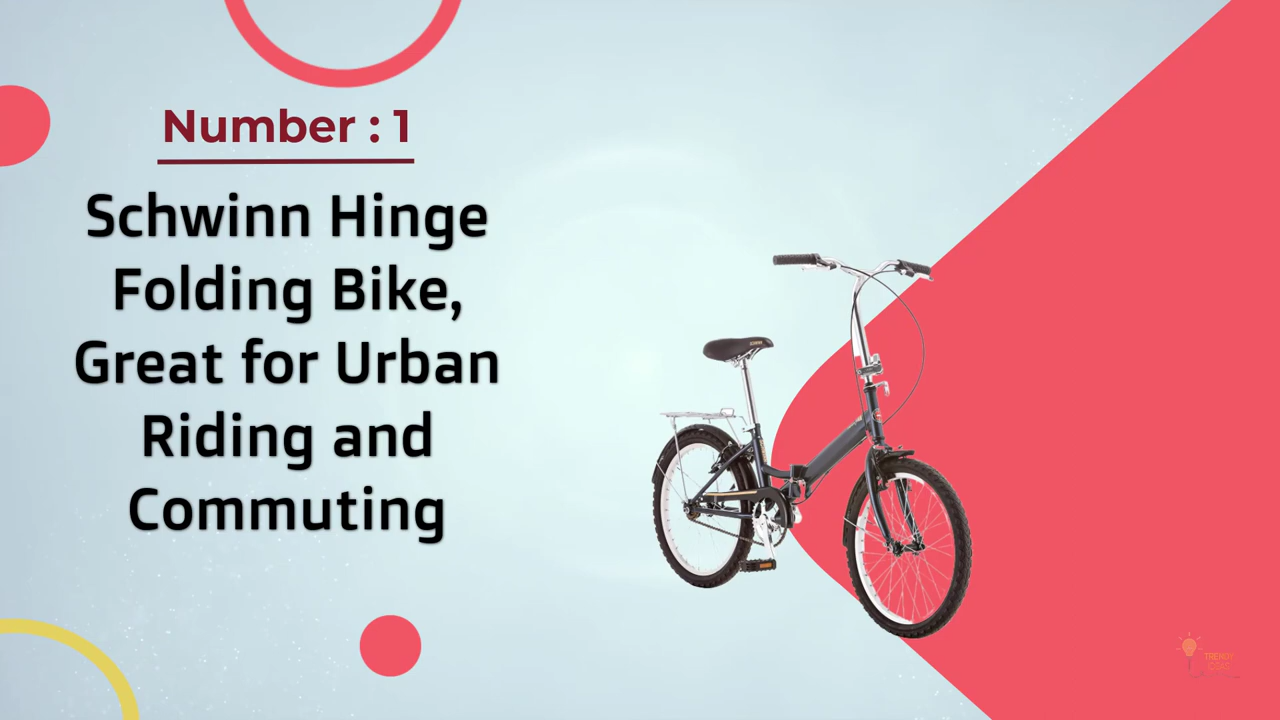 Number : 1
Schwinn Hinge
Folding Bike,
Great for Urban
Riding and
Commuting